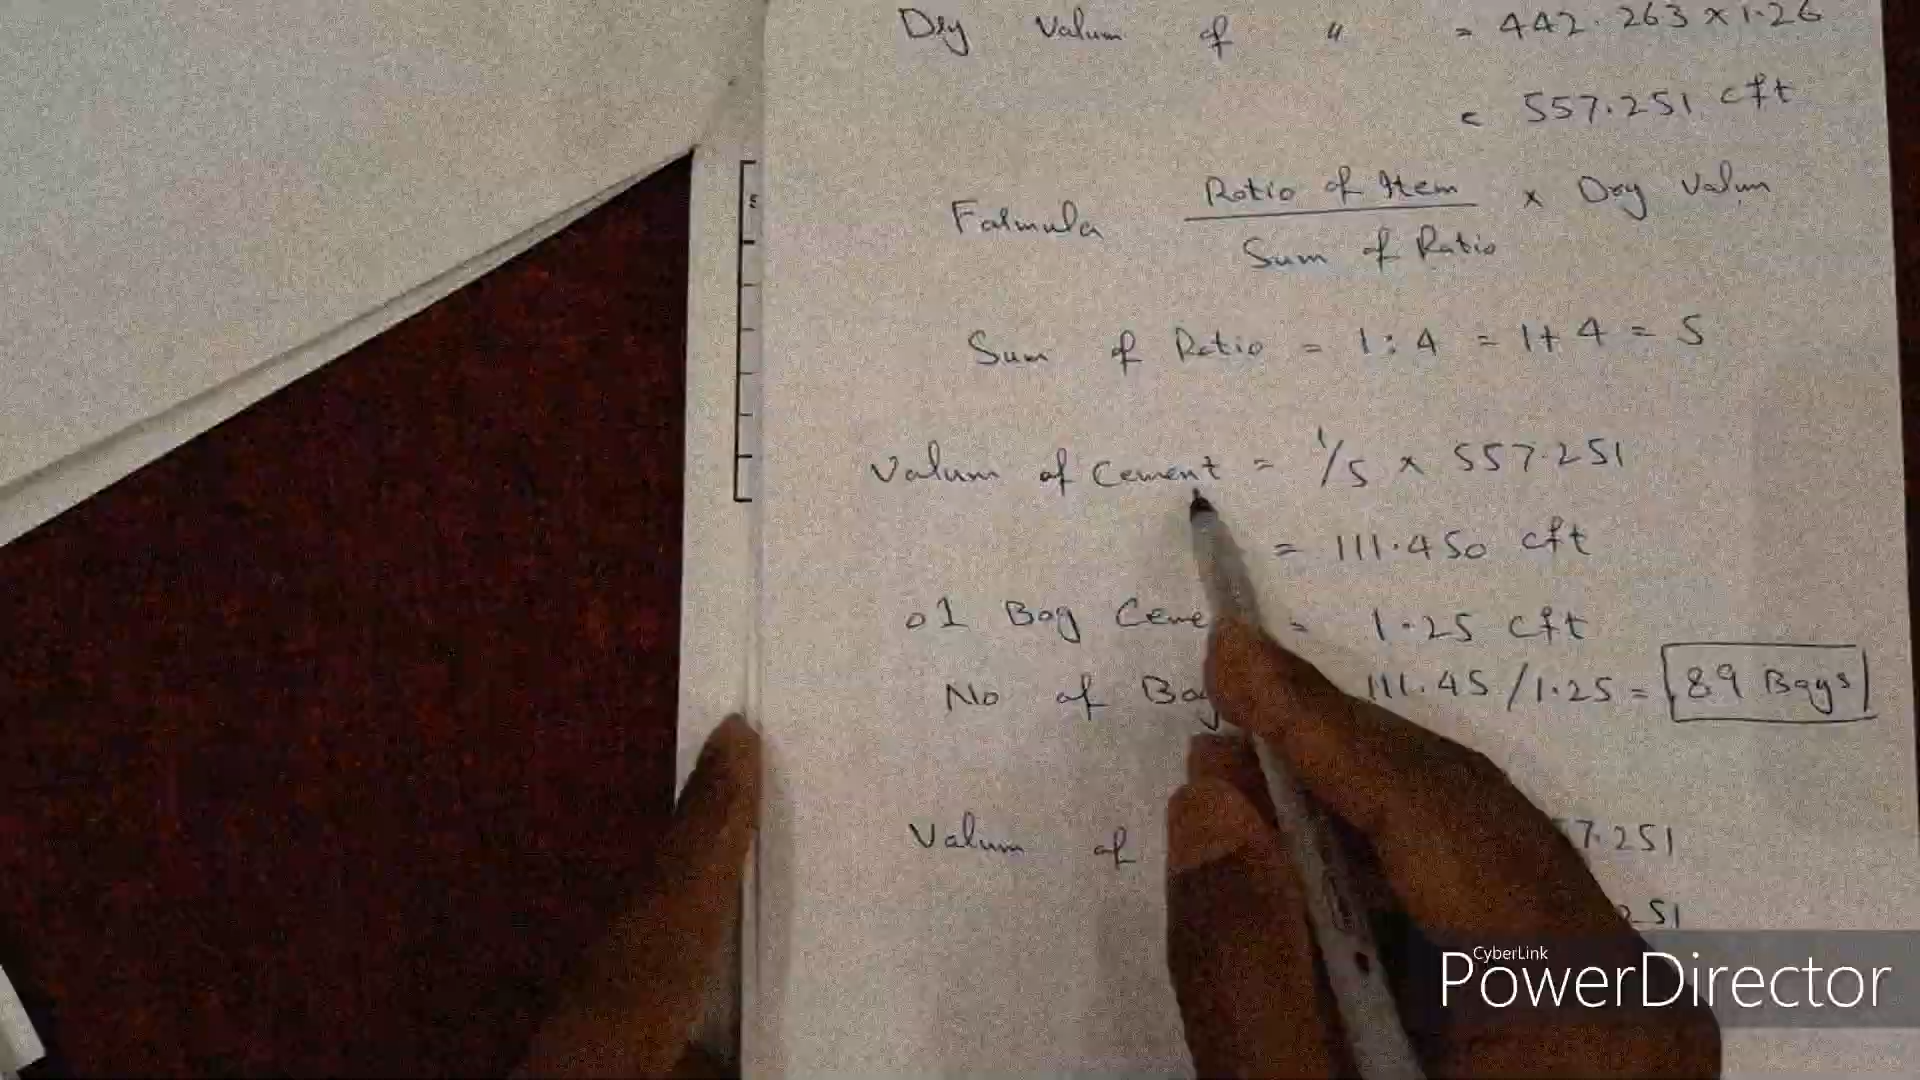 Dry Valum of " = 442.263 x 1.26
= 557.251 cft
Falmula Ratio of Item / Sum of Ratio x Dry Valum
Sum of Ratio = 1:4 = 1+4 = 5
Valum of Cement = 1/5 x 557.251
= 111.450 cft
01 Bag Ceme = 1.25 cft
No of Bag 111.45 / 1.25 = 89 Bags
Valum of 7.251
251
5
CyberLink
PowerDirector